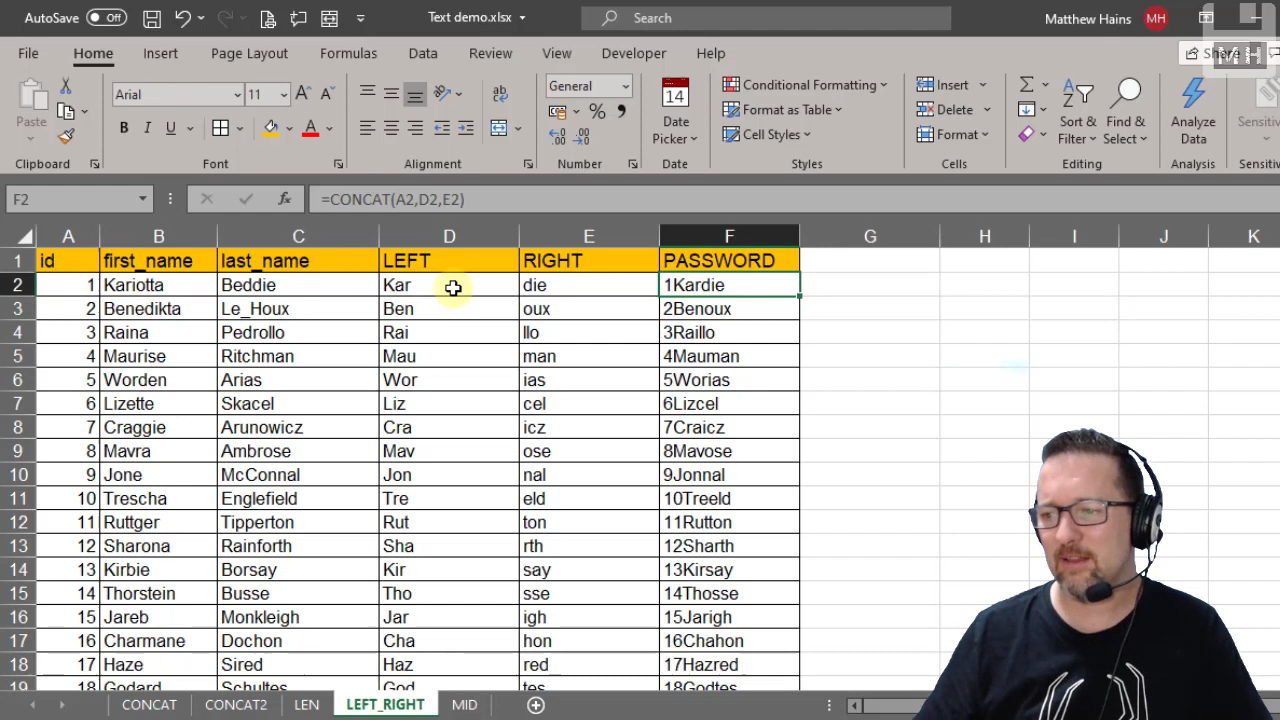 AutoSave Off Text demo.xlsx Search Matthew Hains MH
File Home Insert Page Layout Formulas Data Review View Developer Help Share
Paste Arial 11 General 14 Date Picker Conditional Formatting Format as Table Cell Styles Insert Delete Format Sort & Filter Find & Select Analyze Data Sensitiv
Clipboard Font Alignment Number Date Styles Cells Editing Analysis Sensitiv
F2 fx =CONCAT(A2,D2,E2)
A B C D E F G H I J K
1 id first_name last_name LEFT RIGHT PASSWORD
2 1 Kariotta Beddie Kar die 1Kardie
3 2 Benedikta Le_Houx Ben oux 2Benoux
4 3 Raina Pedrollo Rai llo 3Raillo
5 4 Maurise Ritchman Mau man 4Mauman
6 5 Worden Arias Wor ias 5Worias
7 6 Lizette Skacel Liz cel 6Lizcel
8 7 Craggie Arunowicz Cra icz 7Craicz
9 8 Mavra Ambrose Mav ose 8Mavose
10 9 Jone McConnal Jon nal 9Jonnal
11 10 Trescha Englefield Tre eld 10Treeld
12 11 Ruttger Tipperton Rut ton 11Rutton
13 12 Sharona Rainforth Sha rth 12Sharth
14 13 Kirbie Borsay Kir say 13Kirsay
15 14 Thorstein Busse Tho sse 14Thosse
16 15 Jareb Monkleigh Jar igh 15Jarigh
17 16 Charmane Dochon Cha hon 16Chahon
18 17 Haze Sired Haz red 17Hazred
19 18 Godard Schultes God tes 18Godtes
CONCAT CONCAT2 LEN LEFT_RIGHT MID